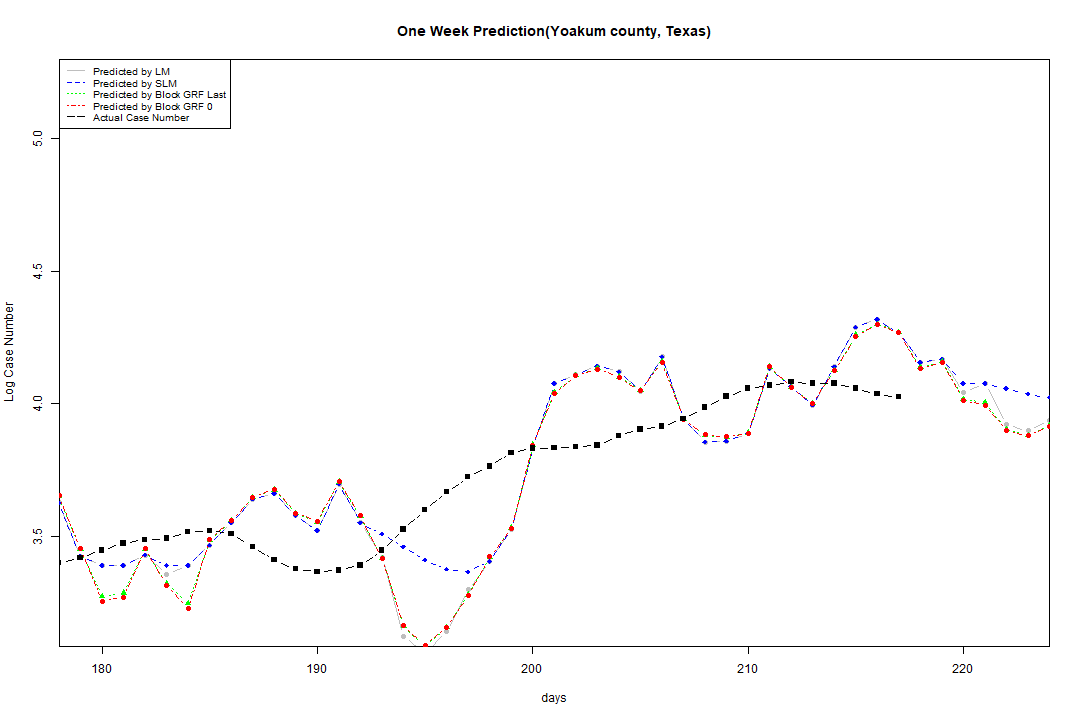 One Week Prediction(Yoakum county, Texas)
Predicted by LM
Predicted by SLM
Predicted by Block GRF Last
Predicted by Block GRF 0
Actual Case Number
5.0
4.5
4.0
3.5
Log Case Number
180 190 200 210 220
days